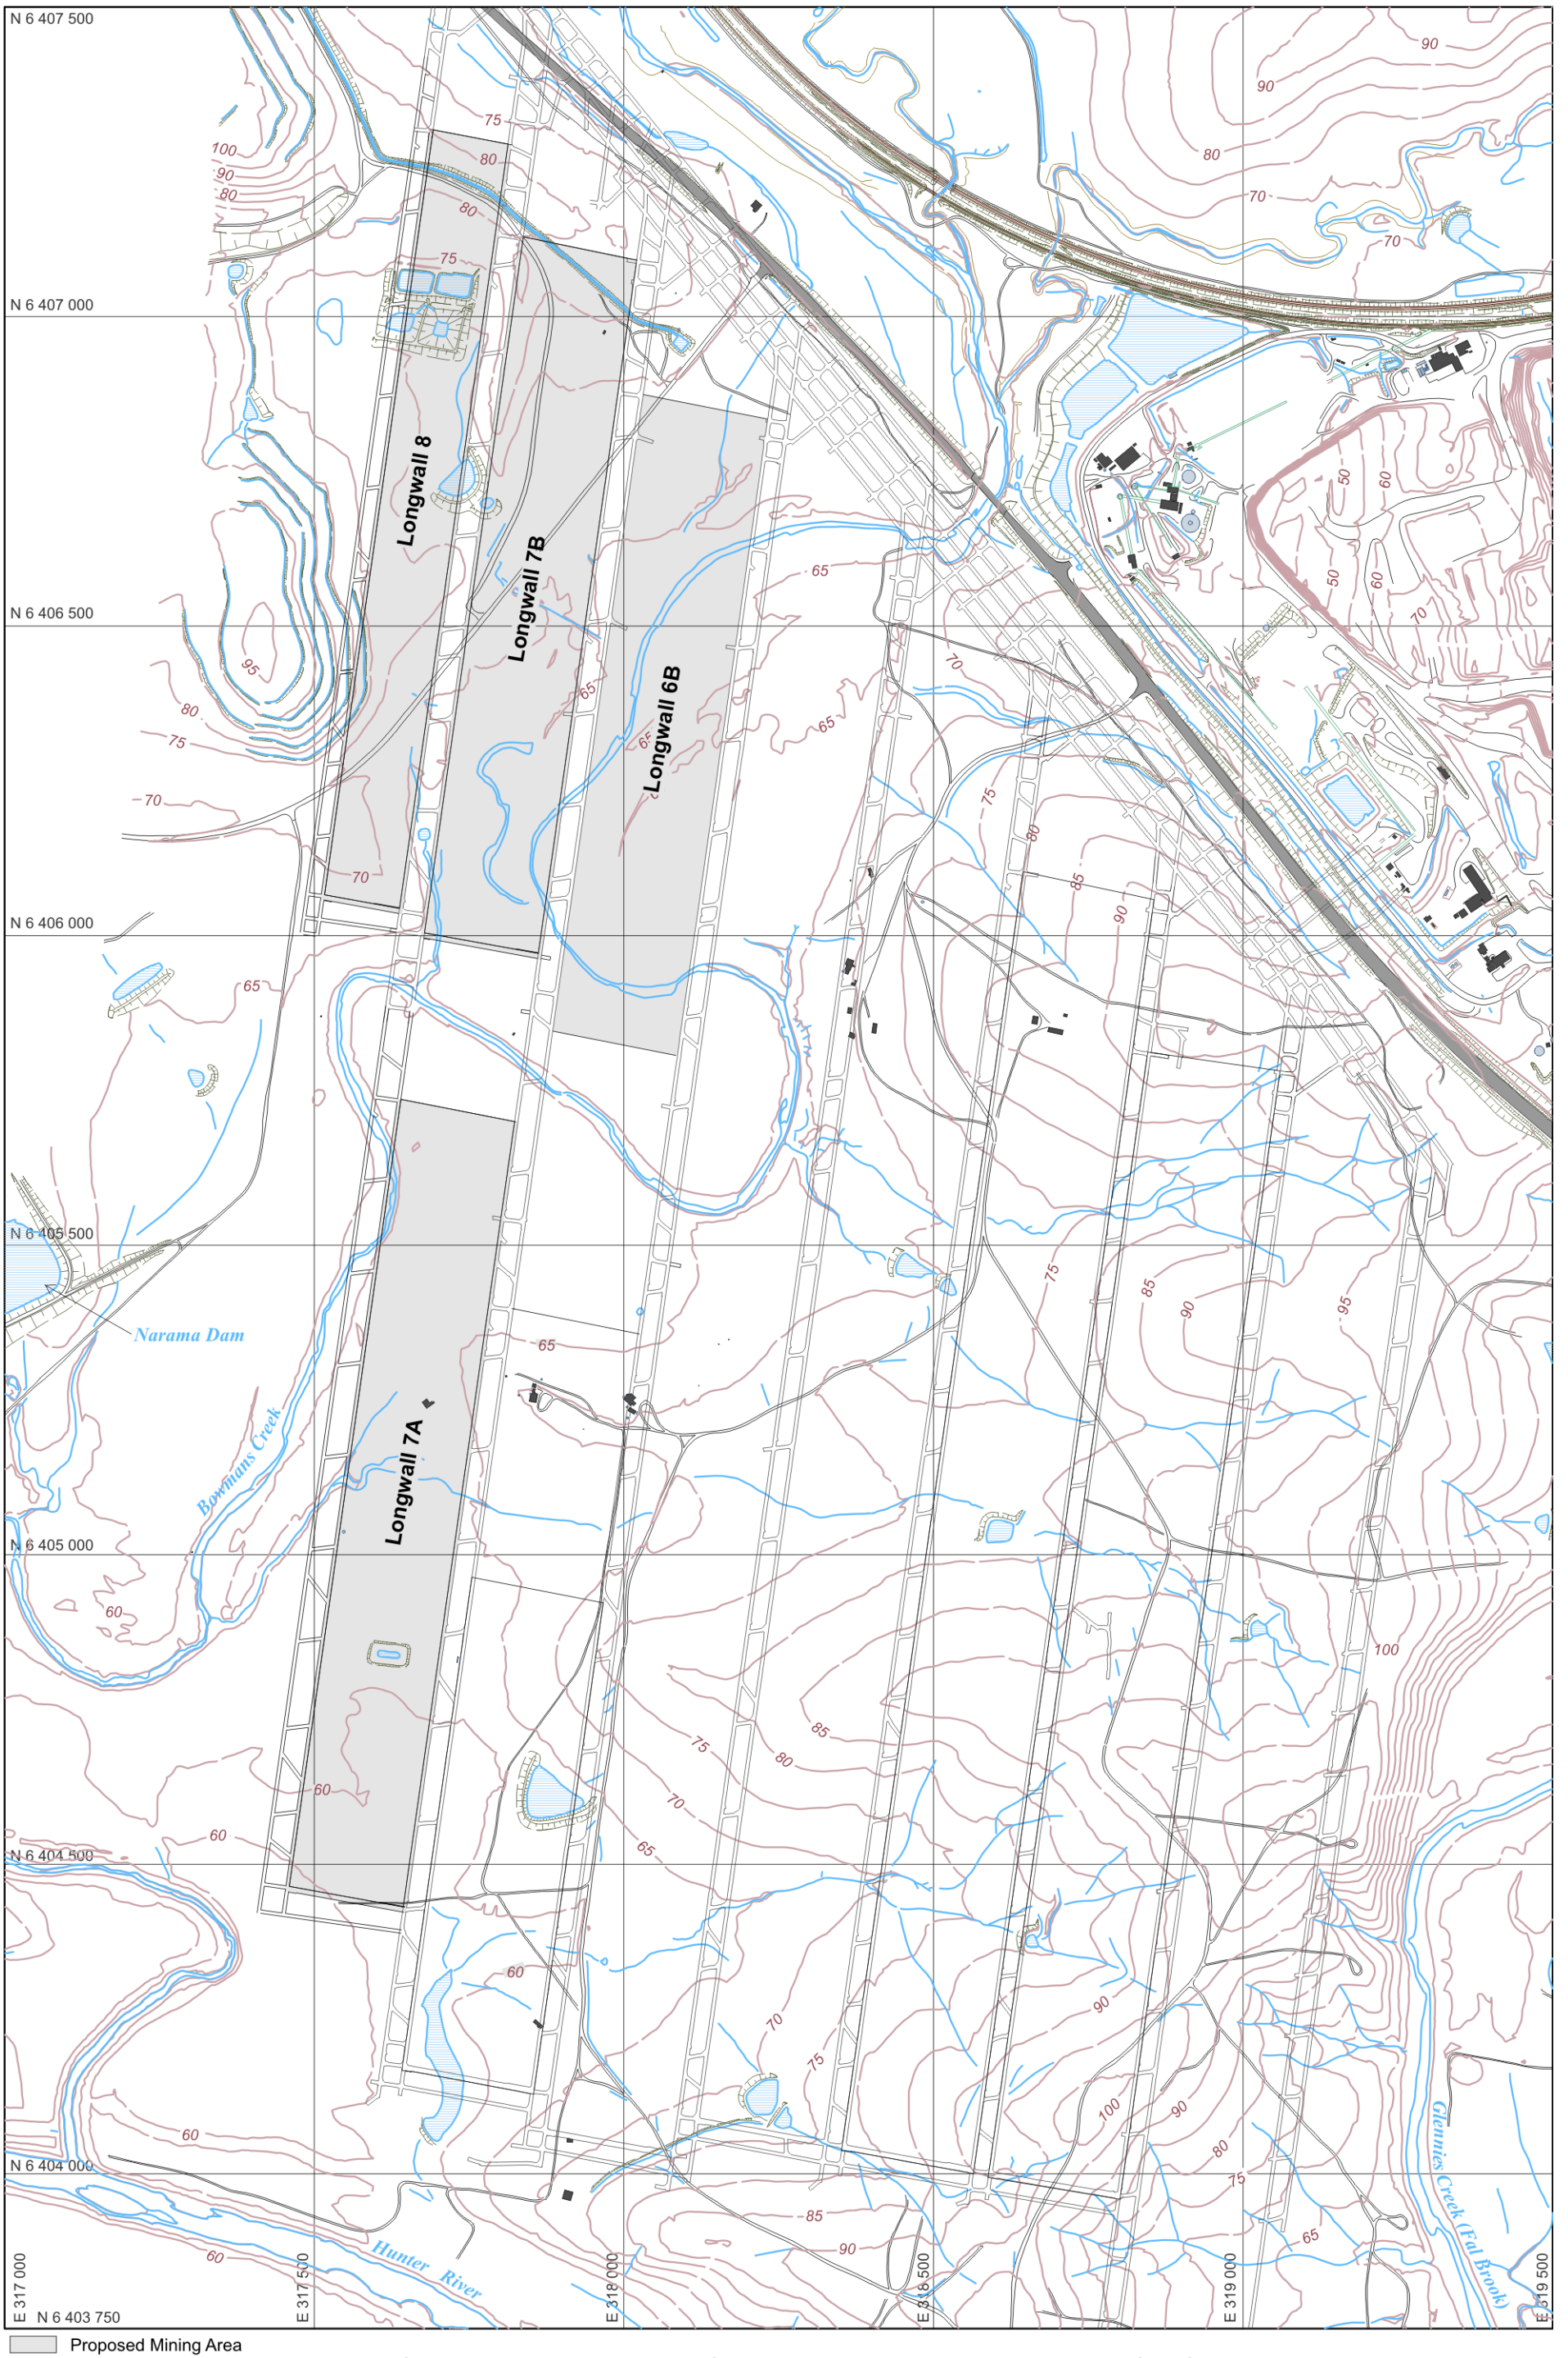 N 6 407 500
90
90
75
100
80
80
90
80
70
80
70
75
N 6 407 000
Longwall 8
50
60
Longwall 7B
65
50
60
70
N 6 406 500
95
70
65
Longwall 6B
80
65
65
75
75
70
80
70
85
90
N 6 406 000
65
N 6 405 500
75
85
90
95
Narama Dam
65
Bowmans Creek
Longwall 7A
N 6 405 000
60
100
85
75
80
60
70
60
65
N 6 404 500
60
90
70
75
100
90
60
80
N 6 404 000
75
85
Glennies Creek (Fal Brook)
65
60
Hunter River
90
E 317 000
E 317 500
E 318 000
E 318 500
E 319 000
E 319 500
N 6 403 750
Proposed Mining Area